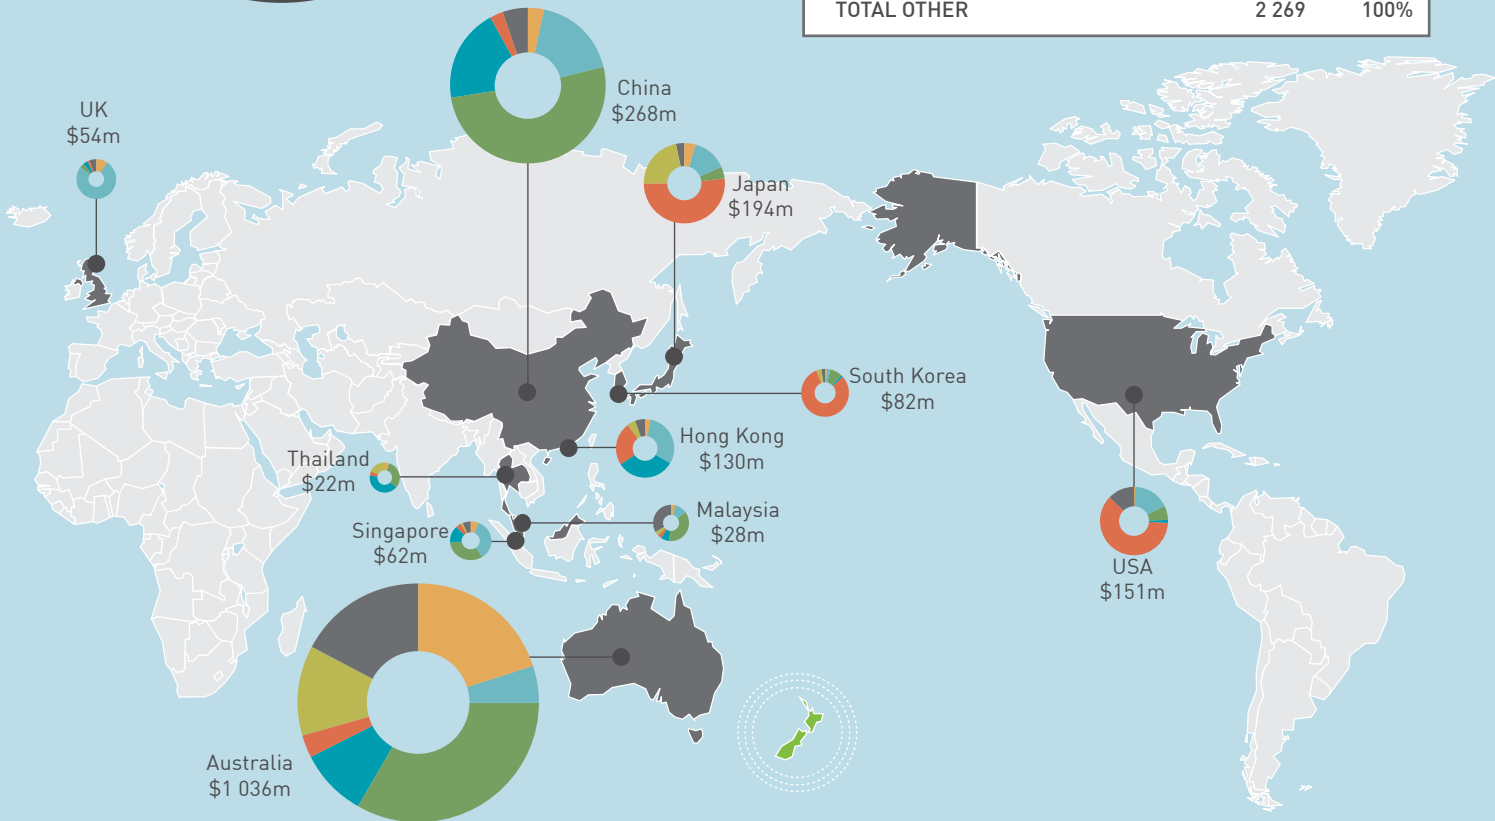 TOTAL OTHER 2 269 100%
China
$268m
UK
$54m
Japan
$194m
South Korea
$82m
Hong Kong
$130m
Thailand
$22m
Malaysia
$28m
Singapore
$62m
USA
$151m
Australia
$1 036m